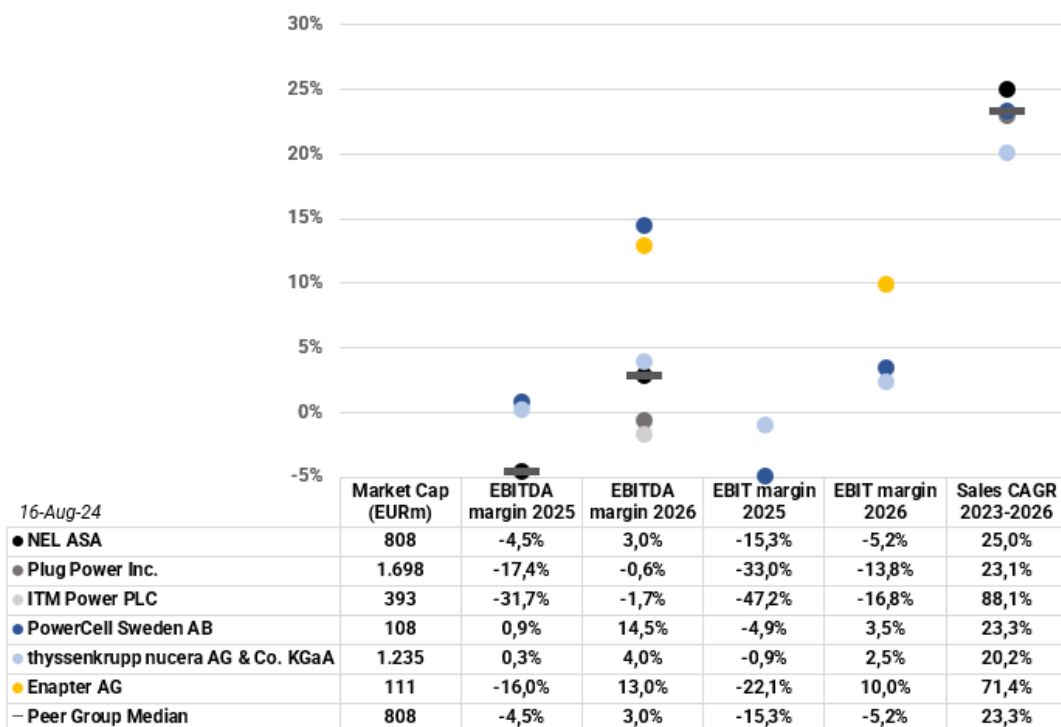 30%
25%
20%
15%
10%
5%
0%
-5%
16-Aug-24 Market Cap (EURm) EBITDA margin 2025 EBITDA margin 2026 EBIT margin 2025 EBIT margin 2026 Sales CAGR 2023-2026
NEL ASA 808 -4,5% 3,0% -15,3% -5,2% 25,0%
Plug Power Inc. 1.698 -17,4% -0,6% -33,0% -13,8% 23,1%
ITM Power PLC 393 -31,7% -1,7% -47,2% -16,8% 88,1%
PowerCell Sweden AB 108 0,9% 14,5% -4,9% 3,5% 23,3%
thyssenkrupp nucera AG & Co. KGaA 1.235 0,3% 4,0% -0,9% 2,5% 20,2%
Enapter AG 111 -16,0% 13,0% -22,1% 10,0% 71,4%
Peer Group Median 808 -4,5% 3,0% -15,3% -5,2% 23,3%